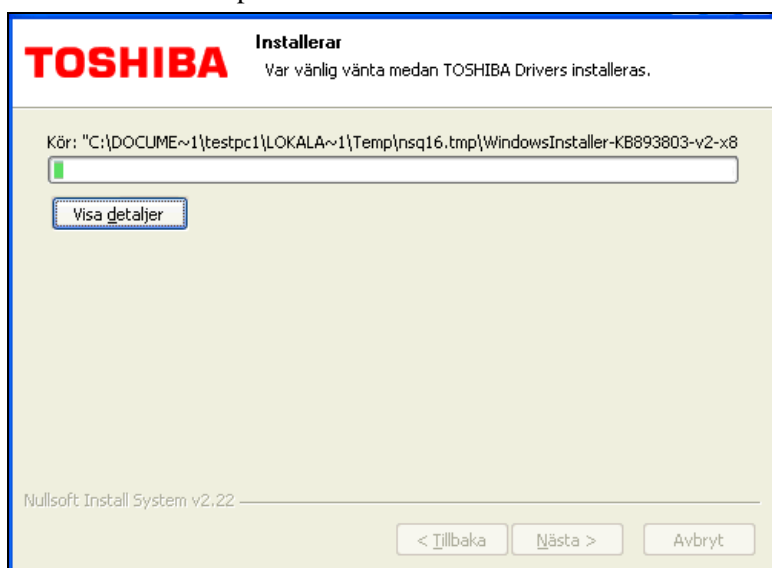 TOSHIBA
Installerar
Var vänlig vänta medan TOSHIBA Drivers installeras.
Kör: "C:\DOCUME~1\testpc1\LOKALA~1\Temp\nsq16.tmp\WindowsInstaller-KB893803-v2-x8
Visa detaljer
Nullsoft Install System v2.22
< Tillbaka
Nästa >
Avbryt